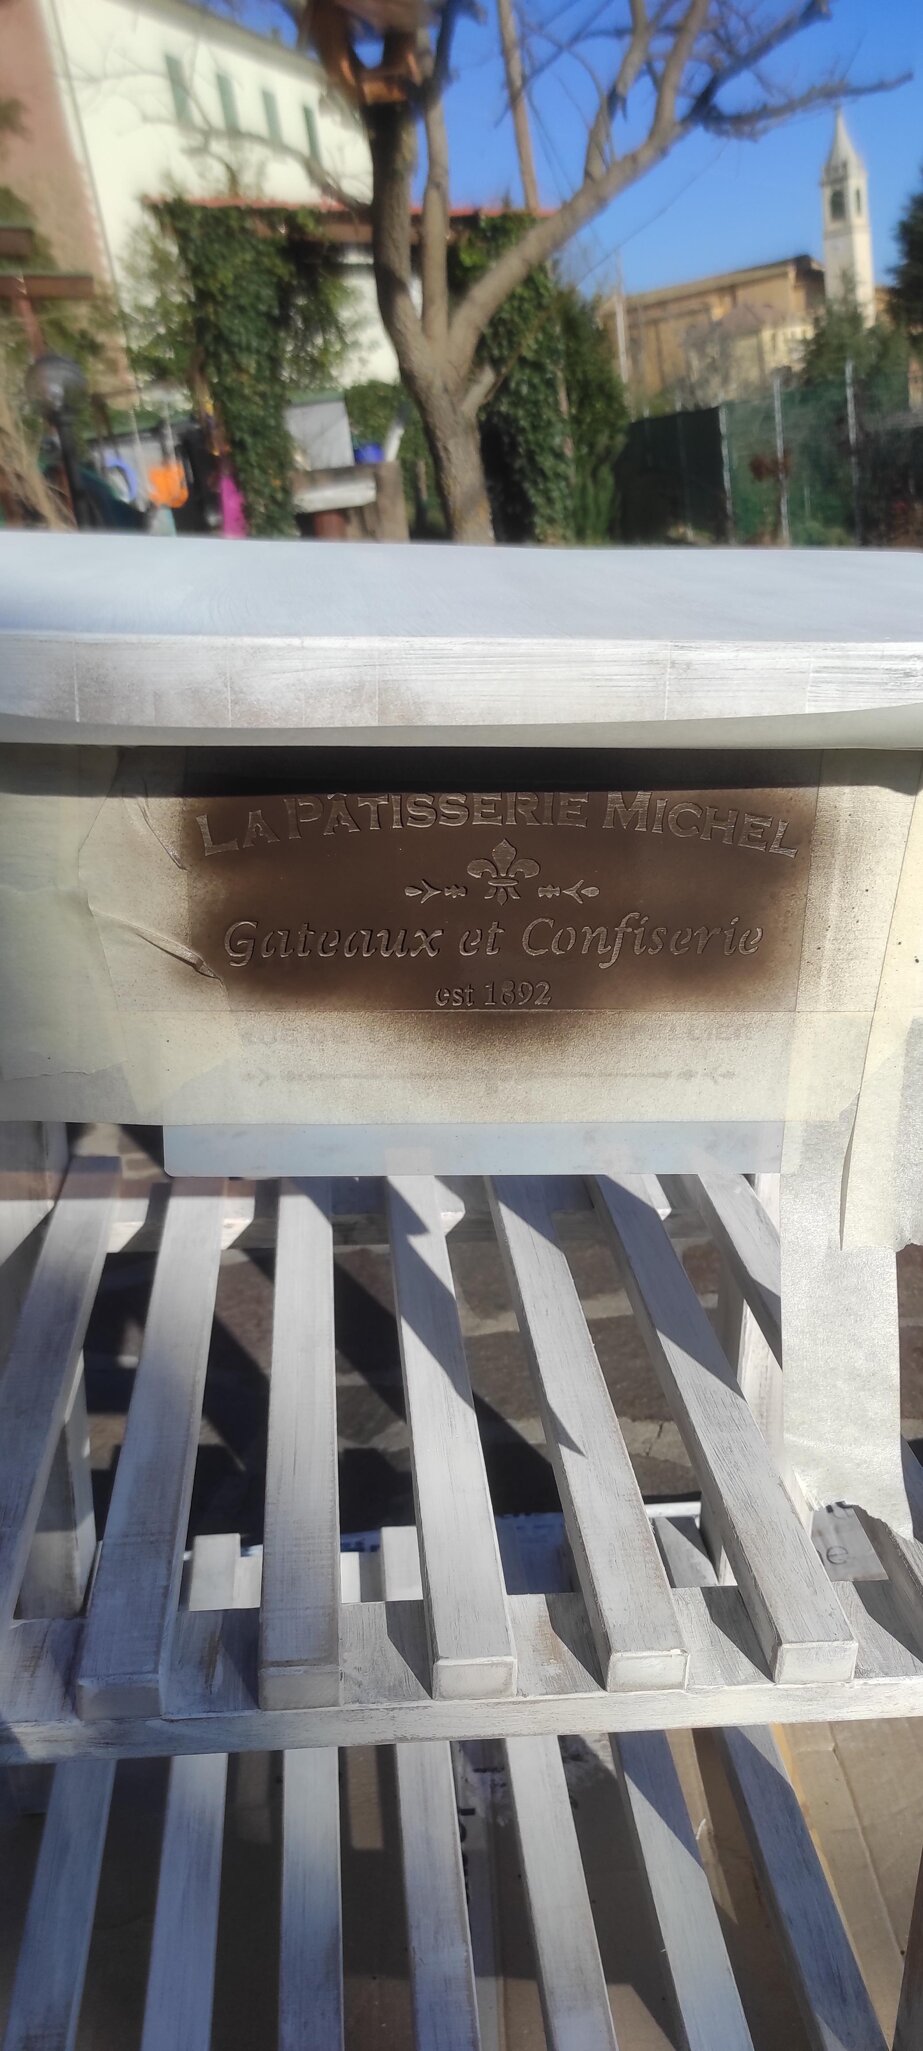 LA PÂTISSERIE MICHEL
Gateaux et Confiserie
est 1892